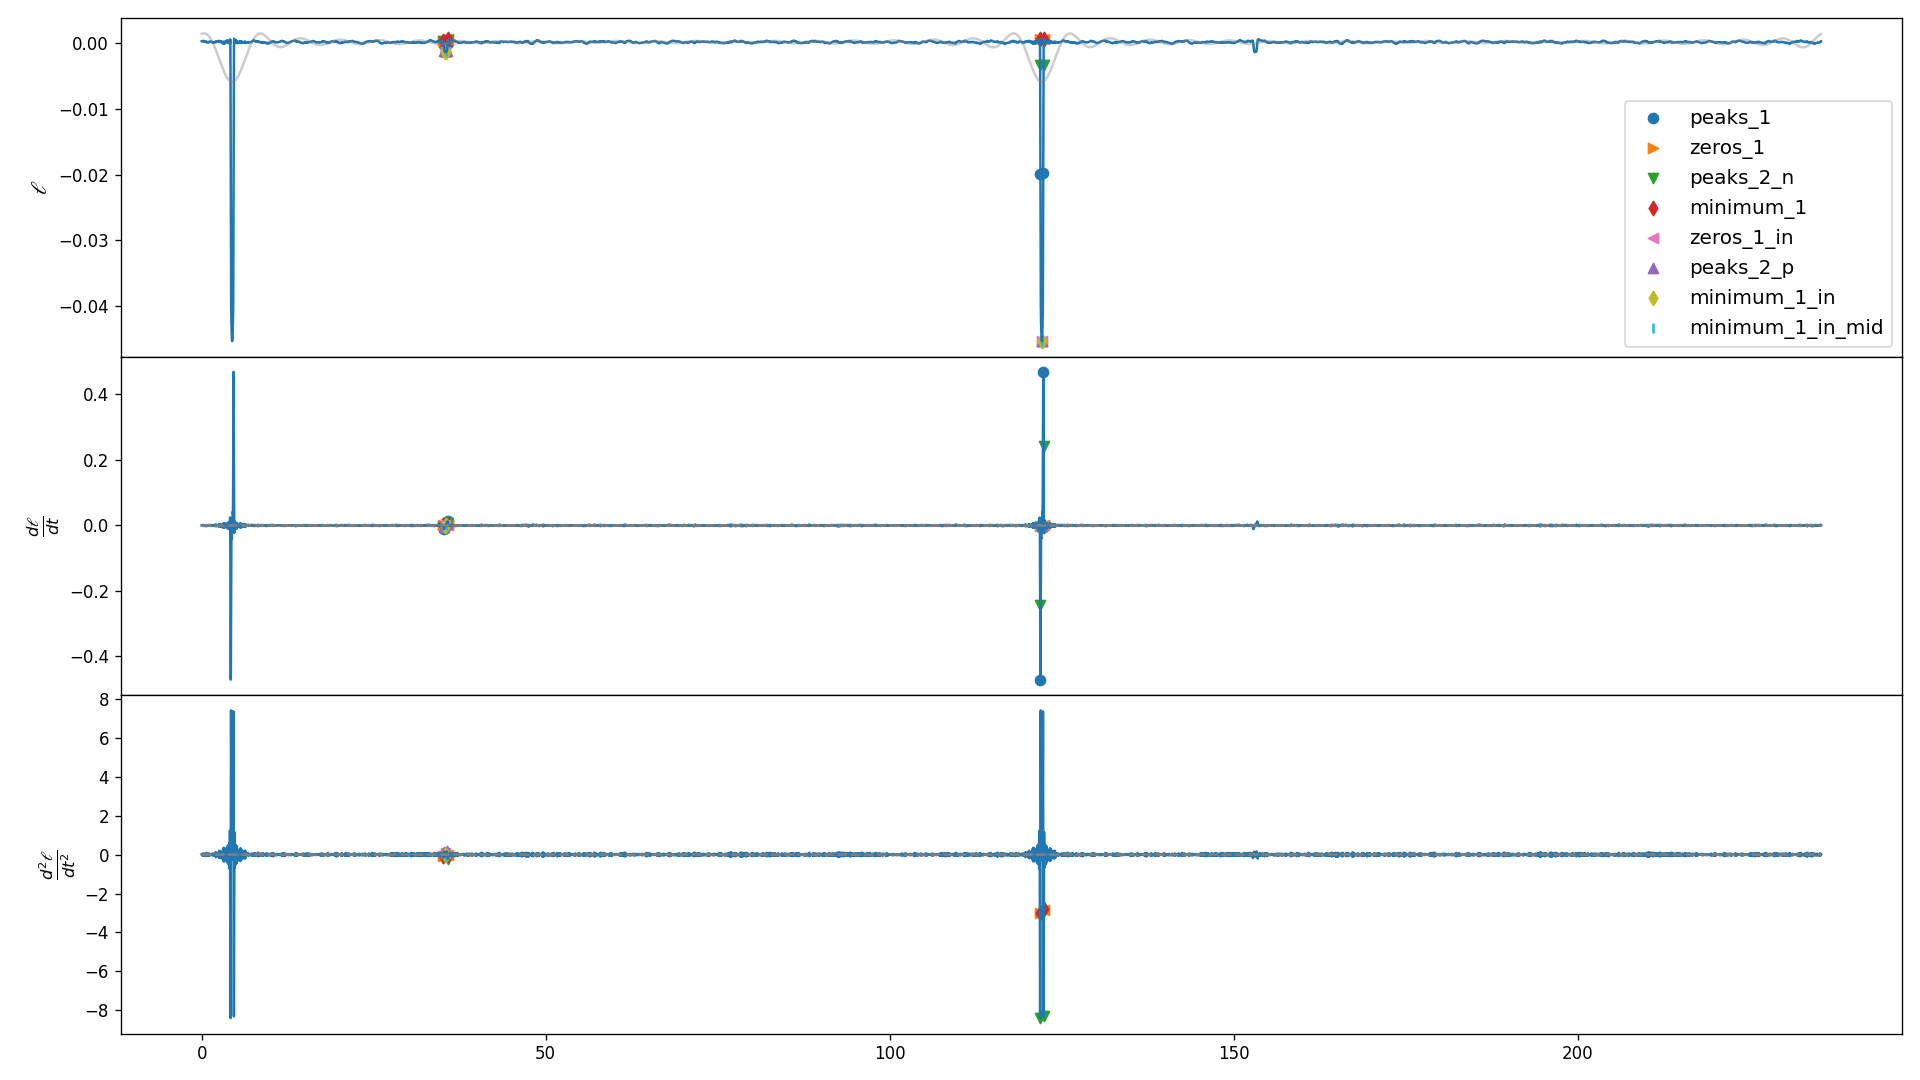 0.00
−0.01
−0.02
−0.03
−0.04
ℓ
peaks_1
zeros_1
peaks_2_n
minimum_1
zeros_1_in
peaks_2_p
minimum_1_in
minimum_1_in_mid
0.4
0.2
0.0
−0.2
−0.4
dℓ
dt
8
6
4
2
0
−2
−4
−6
−8
d²ℓ
dt²
0 50 100 150 200